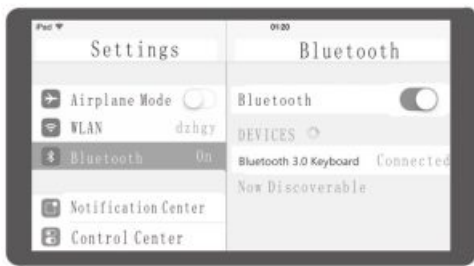 iPad
01:20
Settings
Airplane Mode
WLAN dzhgy
Bluetooth On
Notification Center
Control Center
Bluetooth
Bluetooth
DEVICES
Bluetooth 3.0 Keyboard Connected
Now Discoverable